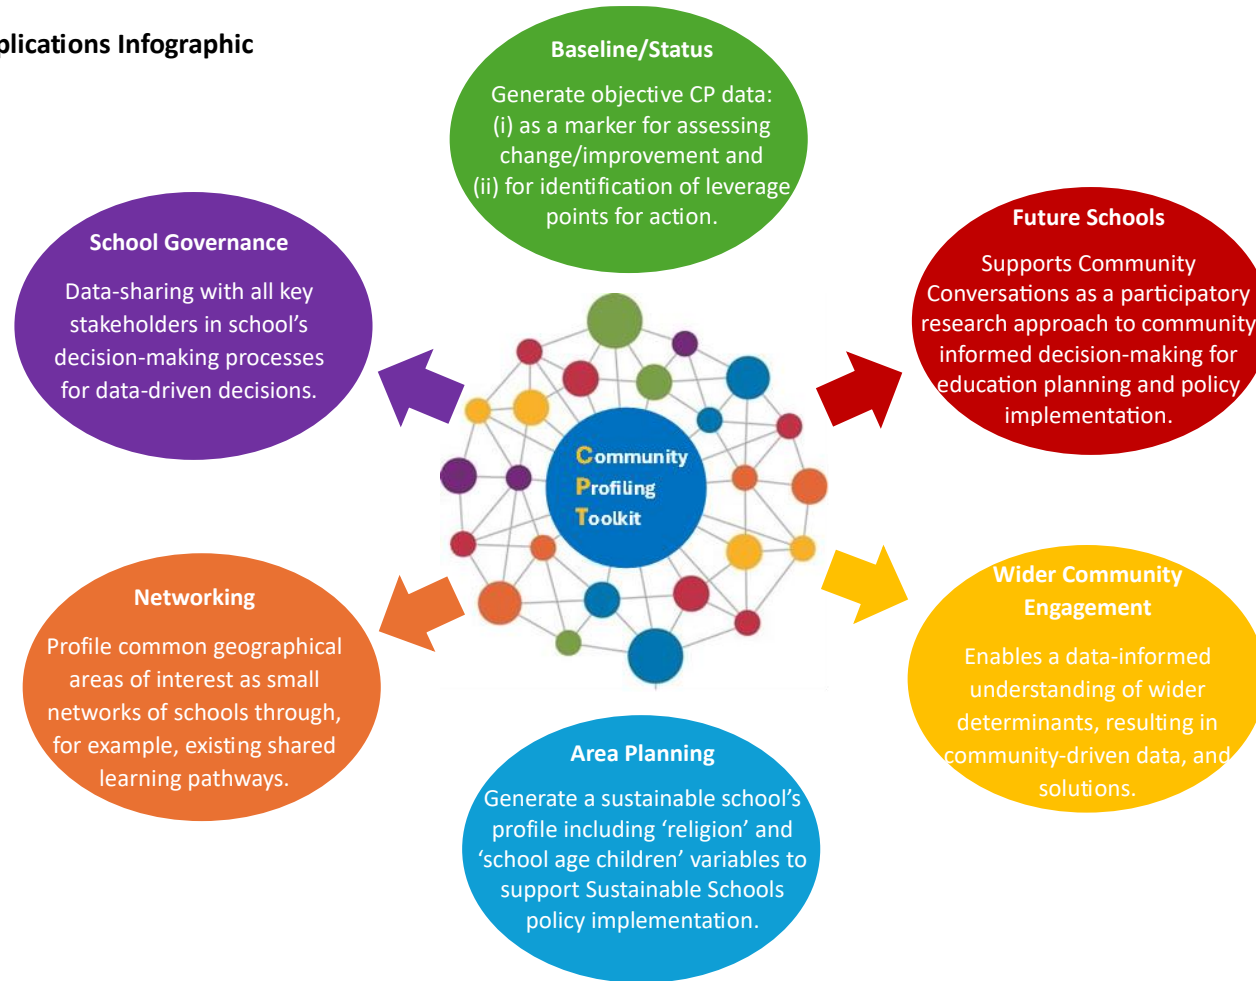 plications Infographic
Baseline/Status
Generate objective CP data:
(i) as a marker for assessing
change/improvement and
(ii) for identification of leverage
points for action.
School Governance
Data-sharing with all key
stakeholders in school’s
decision-making processes
for data-driven decisions.
Future Schools
Supports Community
Conversations as a participatory
research approach to community
informed decision-making for
education planning and policy
implementation.
Community
Profiling
Toolkit
Networking
Profile common geographical
areas of interest as small
networks of schools through,
for example, existing shared
learning pathways.
Wider Community
Engagement
Enables a data-informed
understanding of wider
determinants, resulting in
community-driven data, and
solutions.
Area Planning
Generate a sustainable school’s
profile including ‘religion’ and
‘school age children’ variables to
support Sustainable Schools
policy implementation.